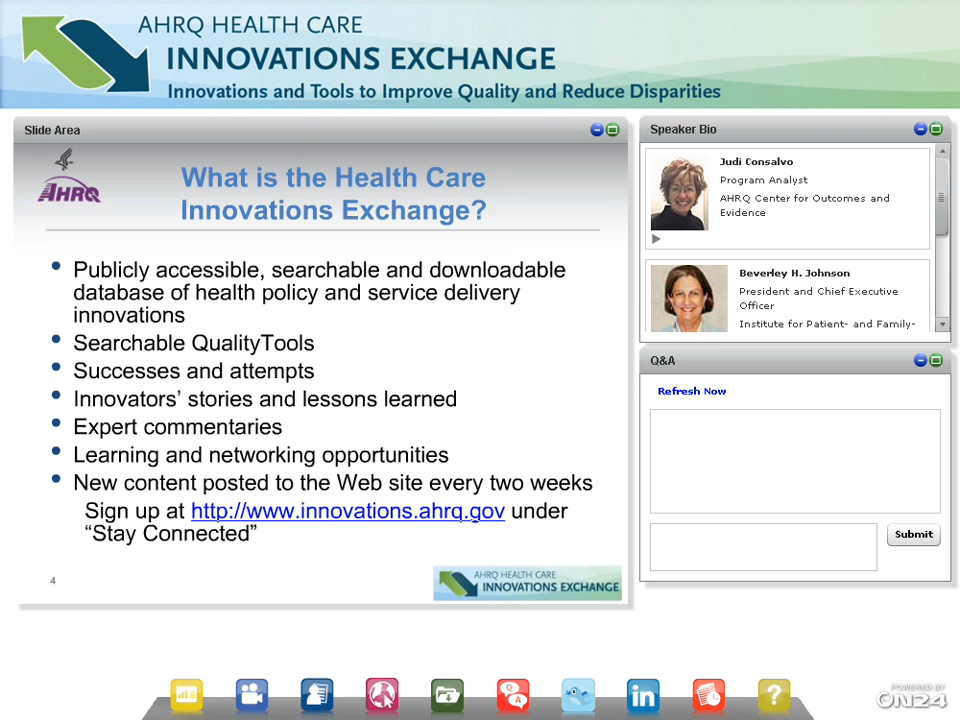 AHRQ HEALTH CARE
INNOVATIONS EXCHANGE
Innovations and Tools to Improve Quality and Reduce Disparities
Slide Area
AHRQ
What is the Health Care
Innovations Exchange?
• Publicly accessible, searchable and downloadable
database of health policy and service delivery
innovations
• Searchable QualityTools
• Successes and attempts
• Innovators’ stories and lessons learned
• Expert commentaries
• Learning and networking opportunities
• New content posted to the Web site every two weeks
Sign up at http://www.innovations.ahrq.gov under
“Stay Connected”
4
AHRQ HEALTH CARE
INNOVATIONS EXCHANGE
Speaker Bio
Judi Consalvo
Program Analyst
AHRQ Center for Outcomes and
Evidence
Beverley H. Johnson
President and Chief Executive
Officer
Institute for Patient- and Family-
Q&A
Refresh Now
Submit
Q
A
in
?
POWERED BY
ON24